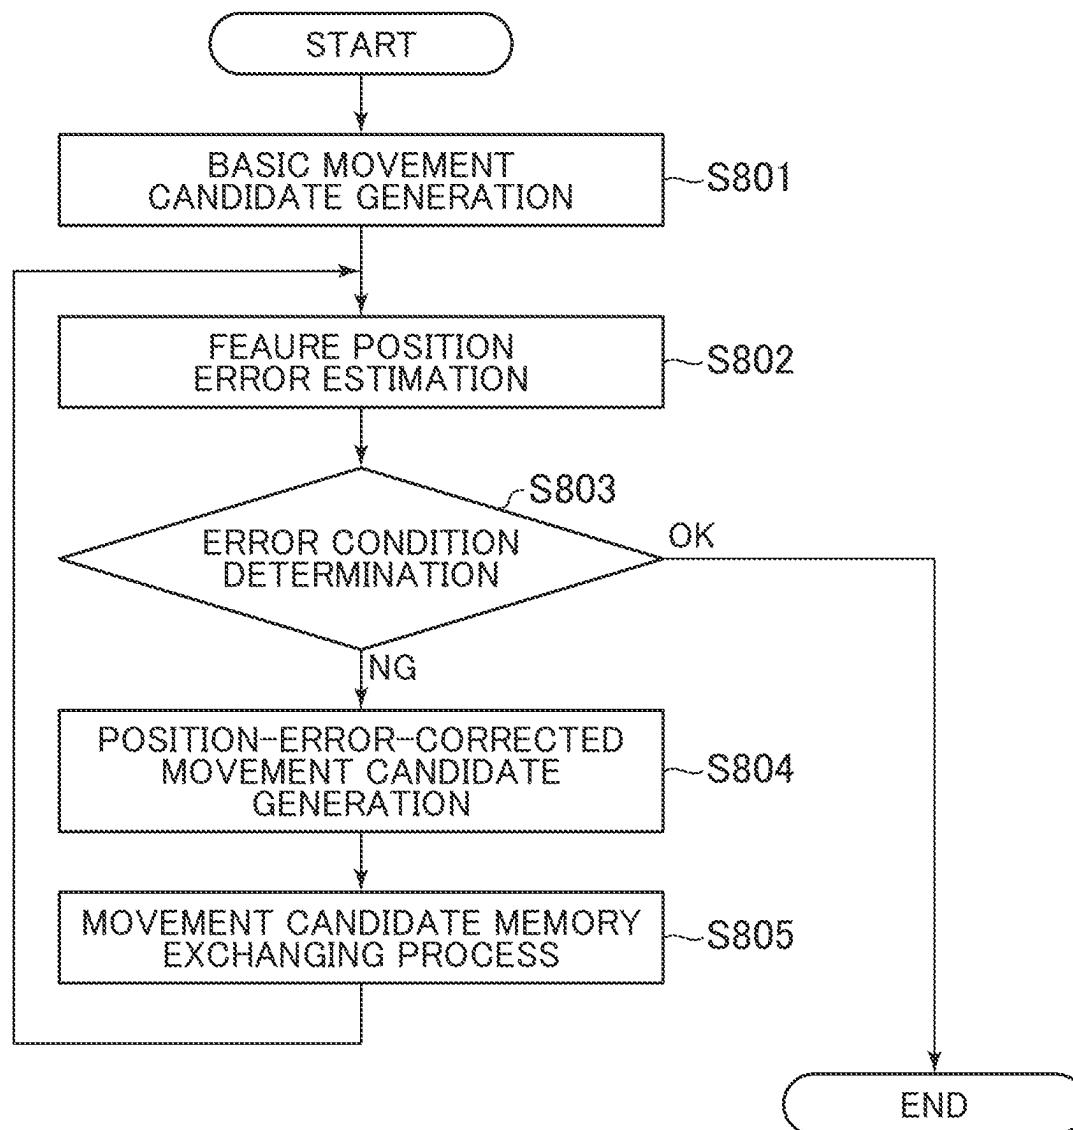 START
BASIC MOVEMENT
CANDIDATE GENERATION
S801
FEAURE POSITION
ERROR ESTIMATION
S802
S803
ERROR CONDITION
DETERMINATION
OK
NG
POSITION-ERROR-CORRECTED
MOVEMENT CANDIDATE
GENERATION
S804
MOVEMENT CANDIDATE MEMORY
EXCHANGING PROCESS
S805
END